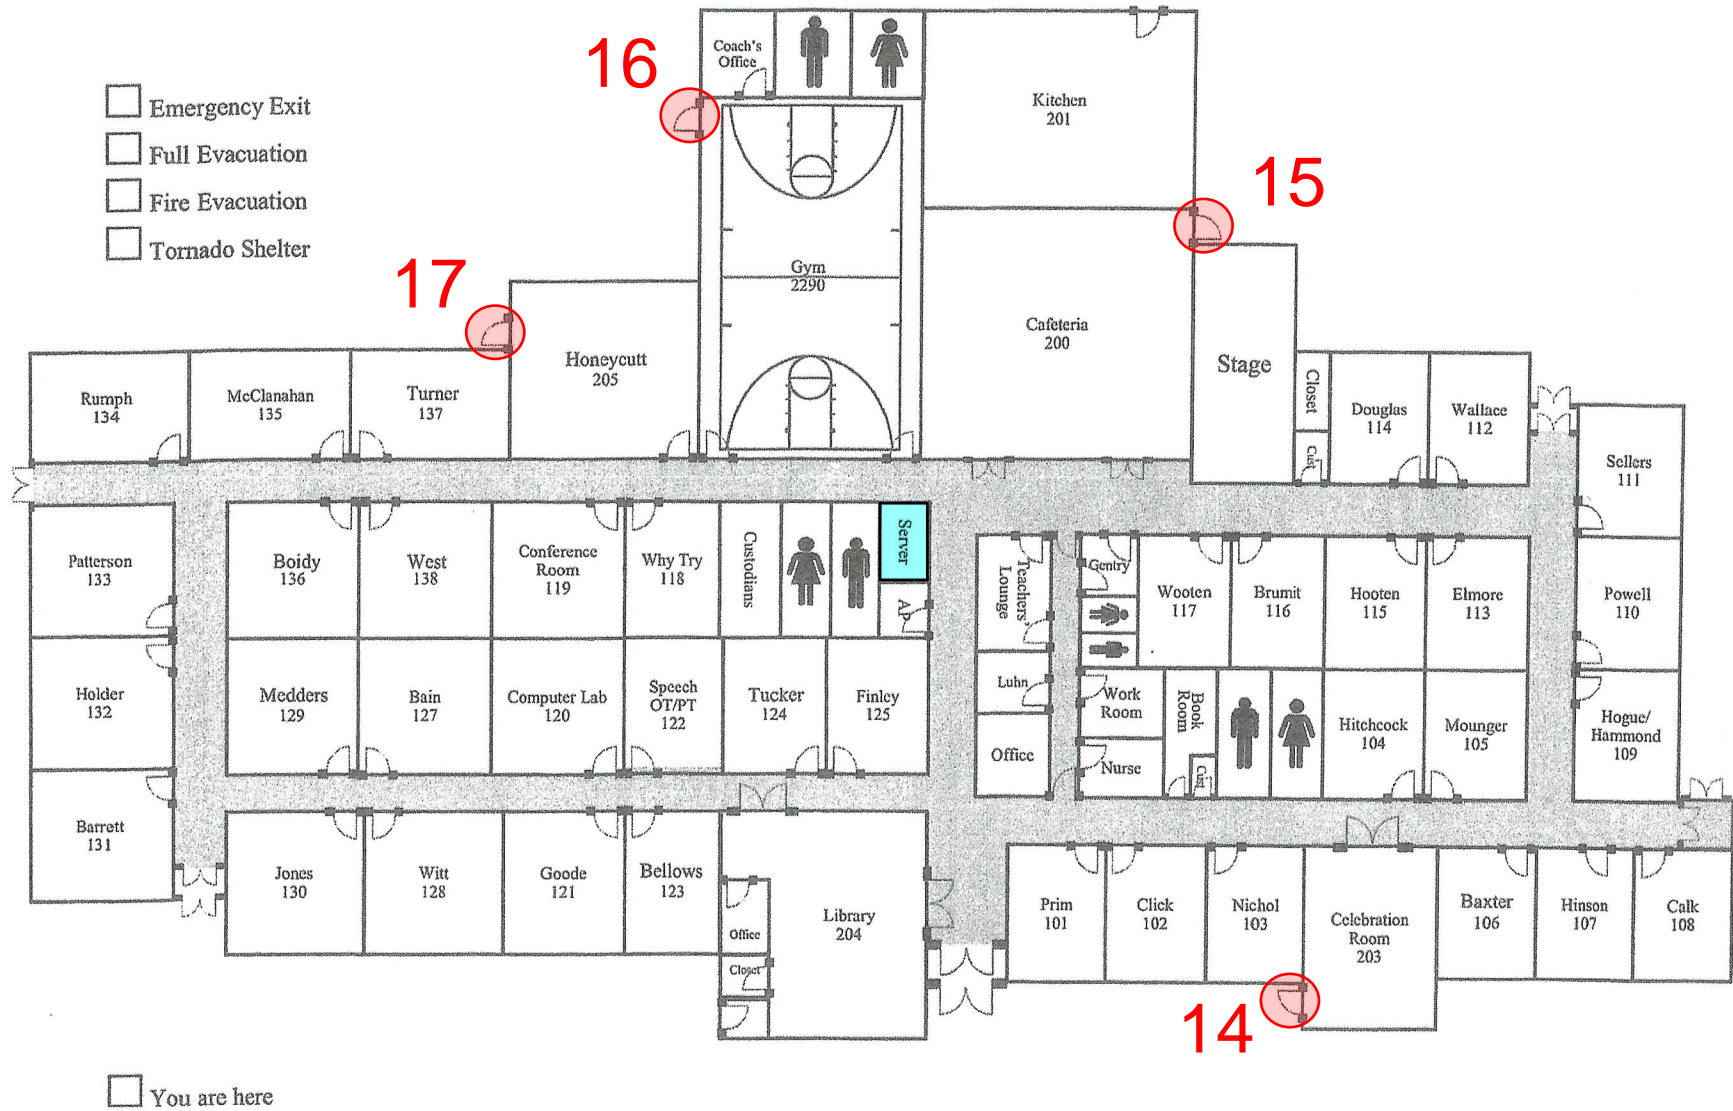 16
Coach's
Office
Kitchen
201
Emergency Exit
Full Evacuation
Fire Evacuation
Tornado Shelter
15
17
Gym
2290
Cafeteria
200
Stage
Honeycutt
205
Rumph
134
McClanahan
135
Turner
137
Closet
Cust
Douglas
114
Wallace
112
Sellers
111
Patterson
133
Boidy
136
West
138
Conference
Room
119
Why Try
118
Custodians
Server
AP
Teachers'
Lounge
Gentry
Wooten
117
Brumit
116
Hooten
115
Elmore
113
Powell
110
Holder
132
Medders
129
Bain
127
Computer Lab
120
Speech
OT/PT
122
Tucker
124
Finley
125
Luhn
Office
Work
Room
Nurse
Book
Room
Cust
Hitchcock
104
Mounger
105
Hogue/
Hammond
109
Barrett
131
Jones
130
Witt
128
Goode
121
Bellows
123
Office
Closet
Library
204
Prim
101
Click
102
Nichol
103
Celebration
Room
203
Baxter
106
Hinson
107
Calk
108
14
You are here